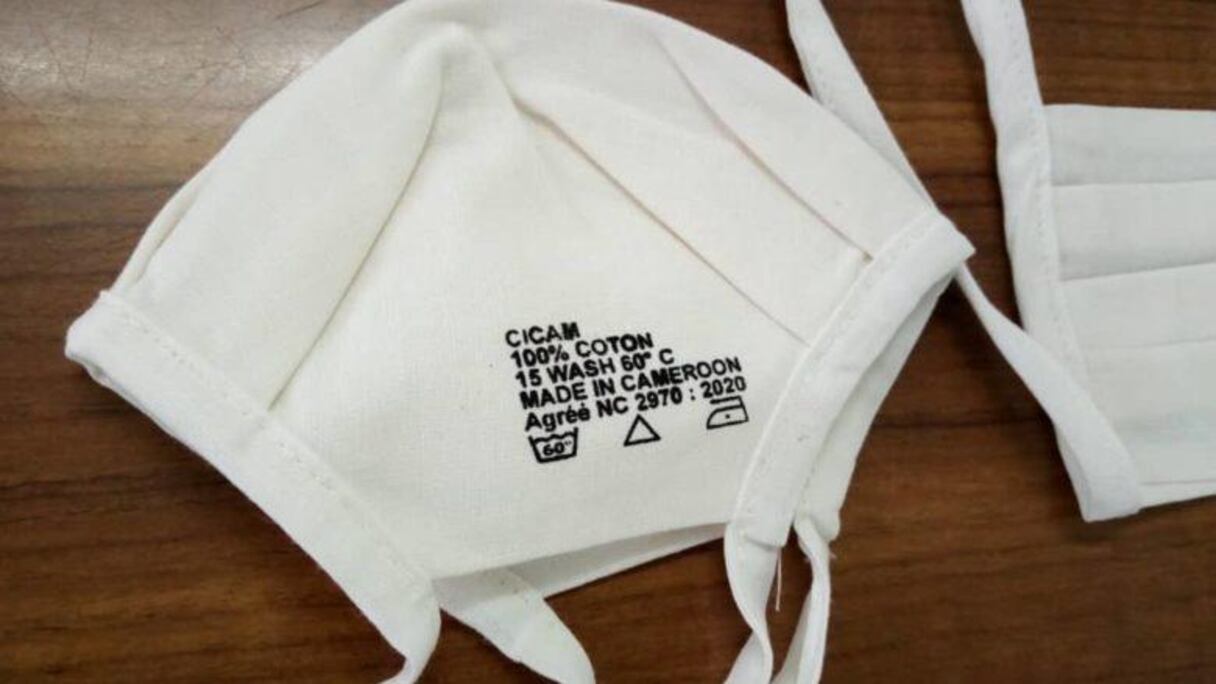 CICAM
100% COTON
15 WASH 60° C
MADE IN CAMEROON
Agréé NC 2970 : 2020
60°